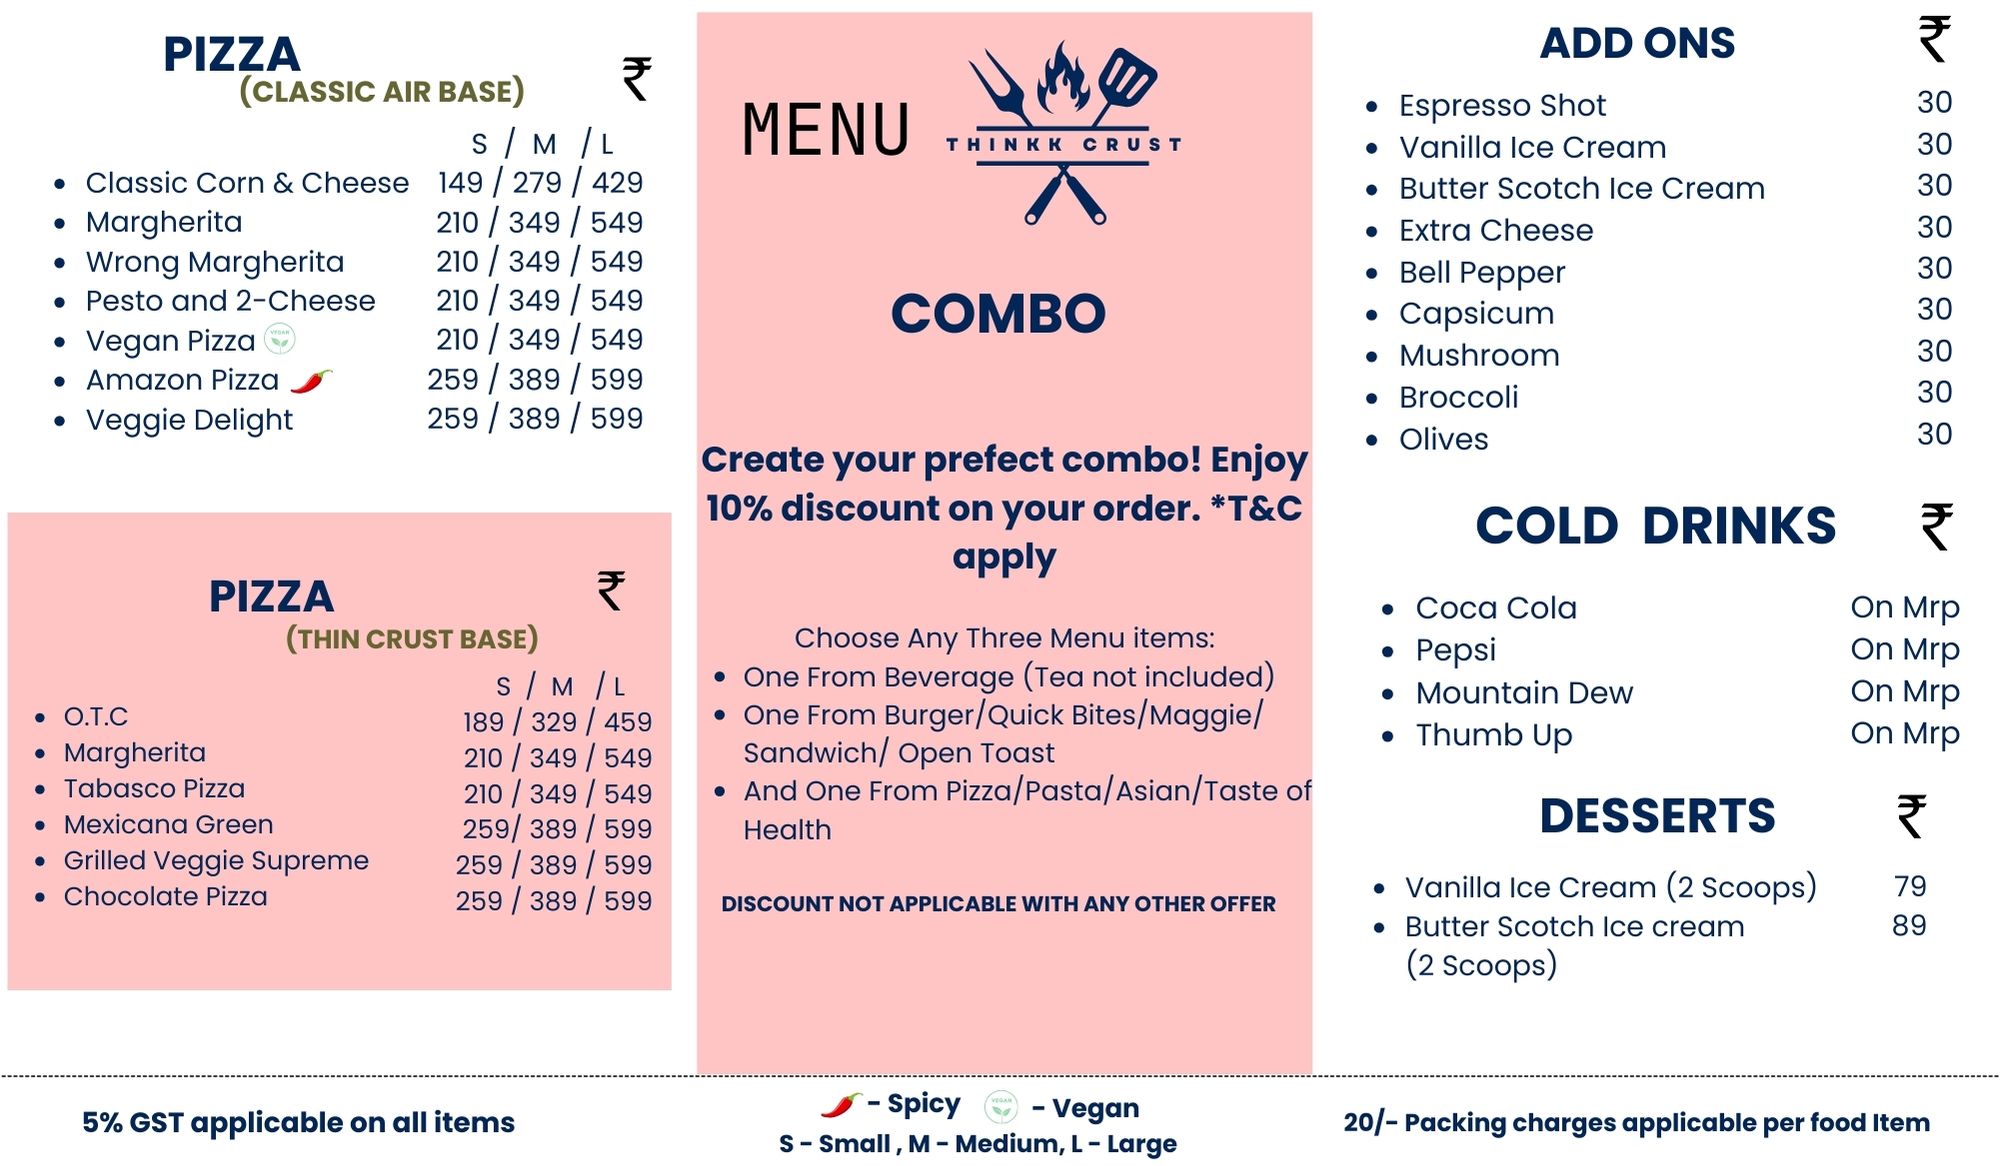 PIZZA
(CLASSIC AIR BASE)
₹
S / M / L
• Classic Corn & Cheese 149 / 279 / 429
• Margherita 210 / 349 / 549
• Wrong Margherita 210 / 349 / 549
• Pesto and 2-Cheese 210 / 349 / 549
• Vegan Pizza VEGAN 210 / 349 / 549
• Amazon Pizza 259 / 389 / 599
• Veggie Delight 259 / 389 / 599
PIZZA
(THIN CRUST BASE)
₹
S / M / L
• O.T.C 189 / 329 / 459
• Margherita 210 / 349 / 549
• Tabasco Pizza 210 / 349 / 549
• Mexicana Green 259/ 389 / 599
• Grilled Veggie Supreme 259 / 389 / 599
• Chocolate Pizza 259 / 389 / 599
MENU
THINKK CRUST
COMBO
Create your prefect combo! Enjoy
10% discount on your order. *T&C
apply
Choose Any Three Menu items:
• One From Beverage (Tea not included)
• One From Burger/Quick Bites/Maggie/
Sandwich/ Open Toast
• And One From Pizza/Pasta/Asian/Taste of
Health
DISCOUNT NOT APPLICABLE WITH ANY OTHER OFFER
ADD ONS ₹
• Espresso Shot 30
• Vanilla Ice Cream 30
• Butter Scotch Ice Cream 30
• Extra Cheese 30
• Bell Pepper 30
• Capsicum 30
• Mushroom 30
• Broccoli 30
• Olives 30
COLD DRINKS ₹
• Coca Cola On Mrp
• Pepsi On Mrp
• Mountain Dew On Mrp
• Thumb Up On Mrp
DESSERTS ₹
• Vanilla Ice Cream (2 Scoops) 79
• Butter Scotch Ice cream 89
(2 Scoops)
5% GST applicable on all items
- Spicy VEGAN - Vegan
S - Small , M - Medium, L - Large
20/- Packing charges applicable per food Item